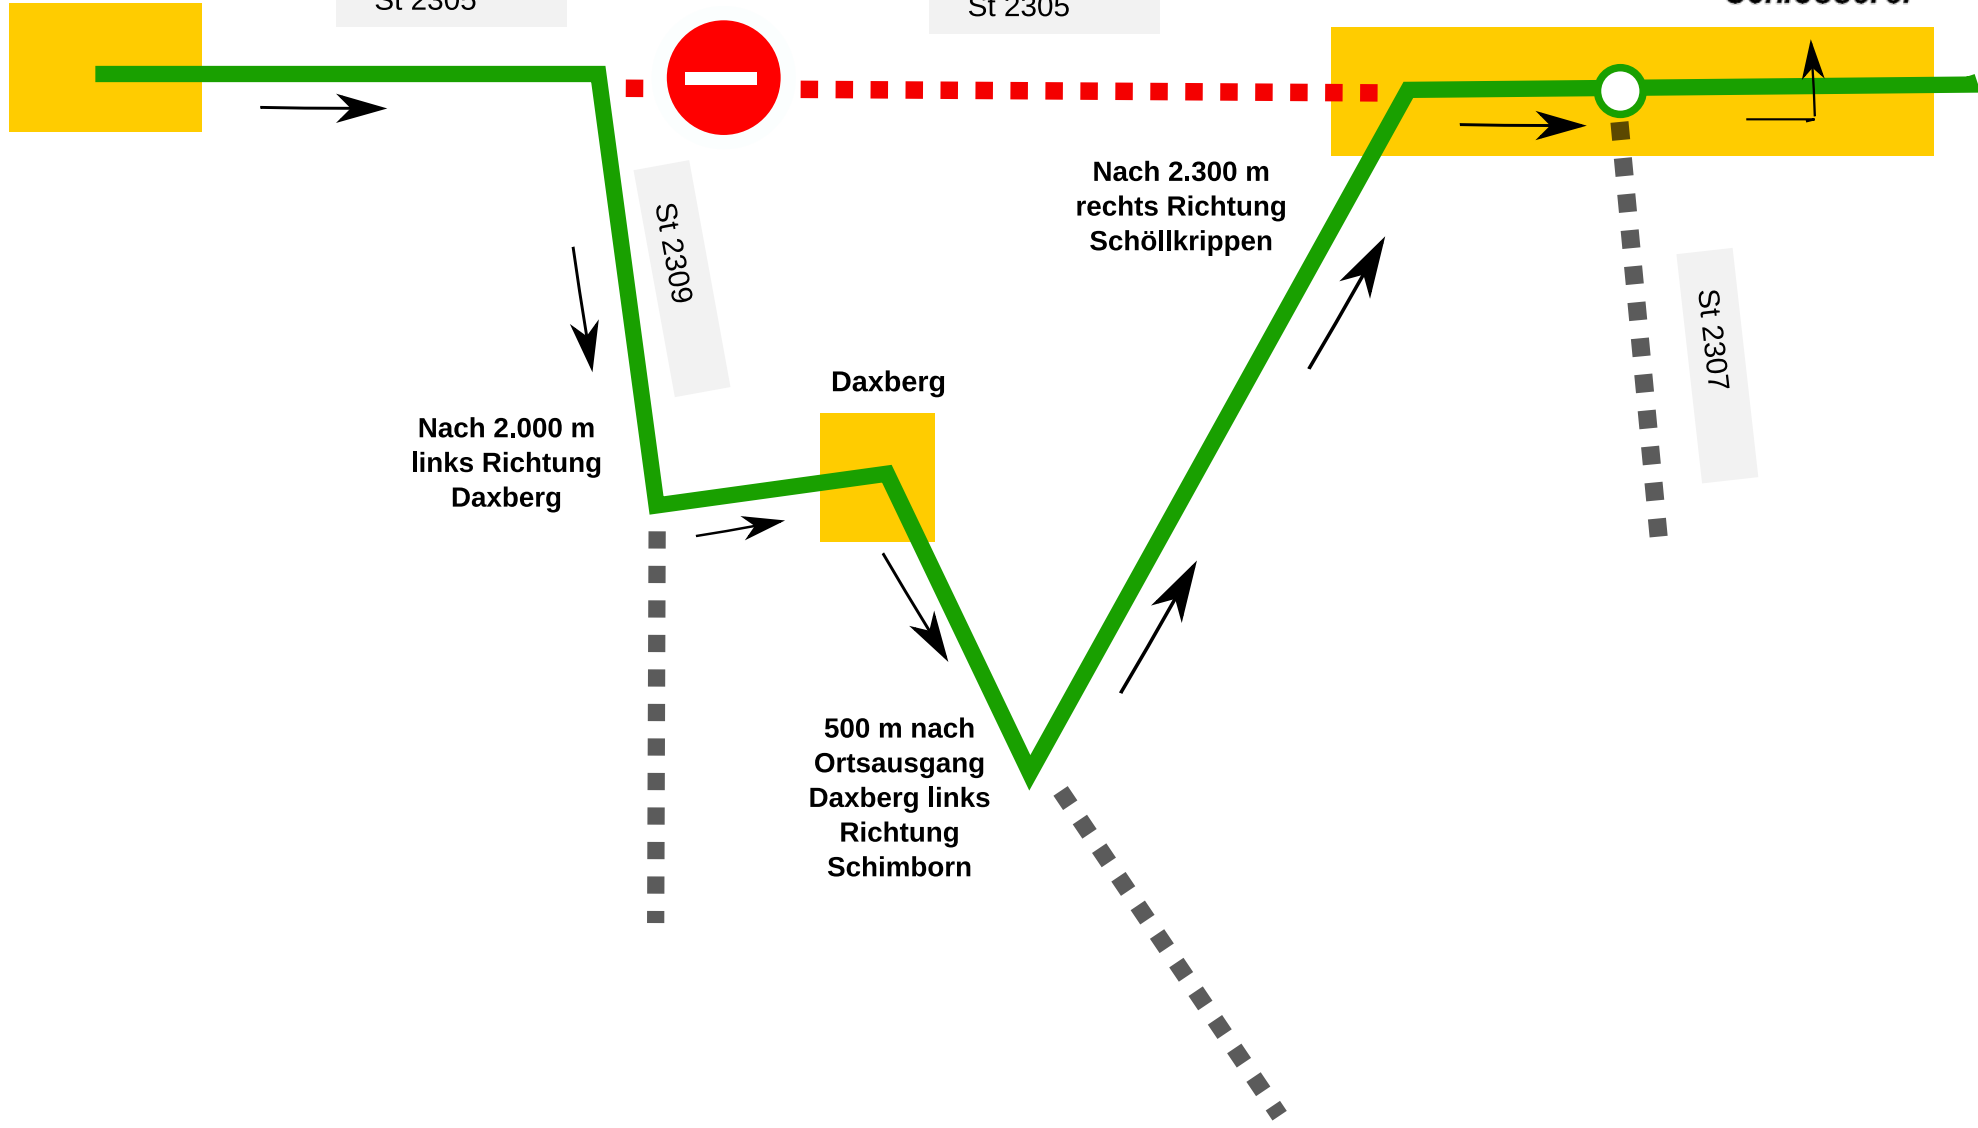 St 2305
St 2305
Nach 2.300 m
rechts Richtung
Schöllkrippen
St 2309
St 2307
Daxberg
Nach 2.000 m
links Richtung
Daxberg
500 m nach
Ortsausgang
Daxberg links
Richtung
Schimborn